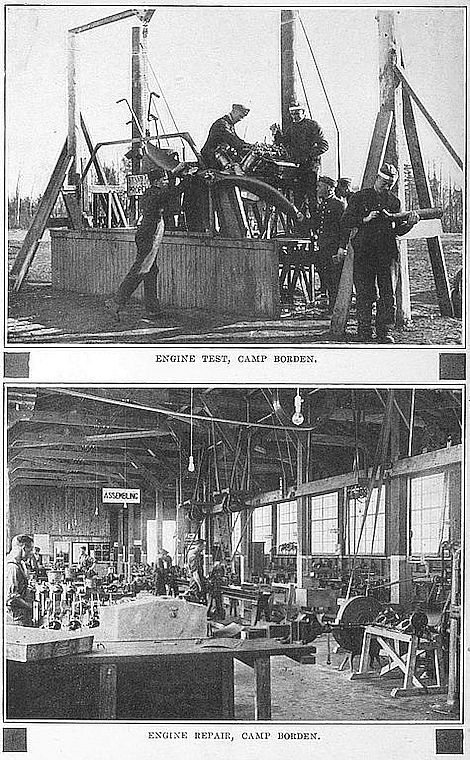 ENGINE TEST, CAMP BORDEN.
ASSEMBLING
ENGINE REPAIR, CAMP BORDEN.